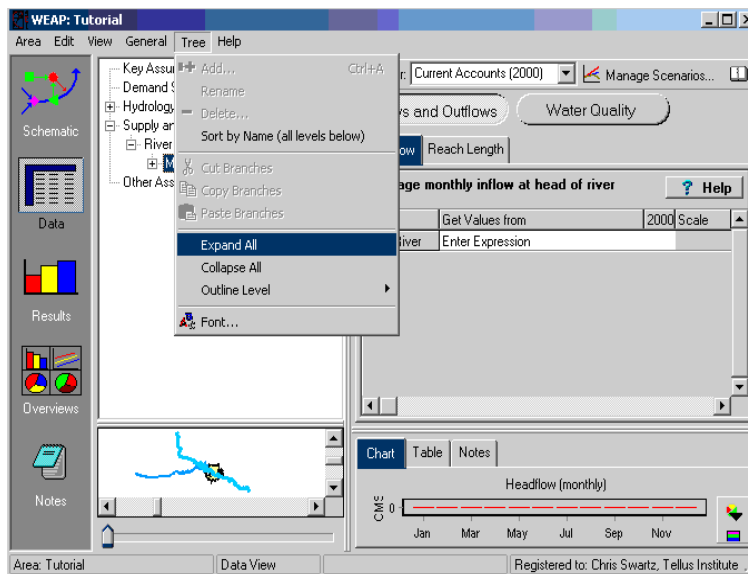 WEAP: Tutorial
Area Edit View General Tree Help
Schematic
Data
Results
Overviews
Notes
Key Assu
Demand S
Hydrology
Supply an
River
M
Other Ass
Add... Ctrl+A
Rename
Delete...
Sort by Name (all levels below)
Cut Branches
Copy Branches
Paste Branches
Expand All
Collapse All
Outline Level
Font...
r: Current Accounts (2000) Manage Scenarios...
s and Outflows Water Quality
ow Reach Length
age monthly inflow at head of river ? Help
Get Values from 2000 Scale
iver Enter Expression
Chart Table Notes
Headflow (monthly)
CMS
0
Jan Mar May Jul Sep Nov
Area: Tutorial Data View Registered to: Chris Swartz, Tellus Institute